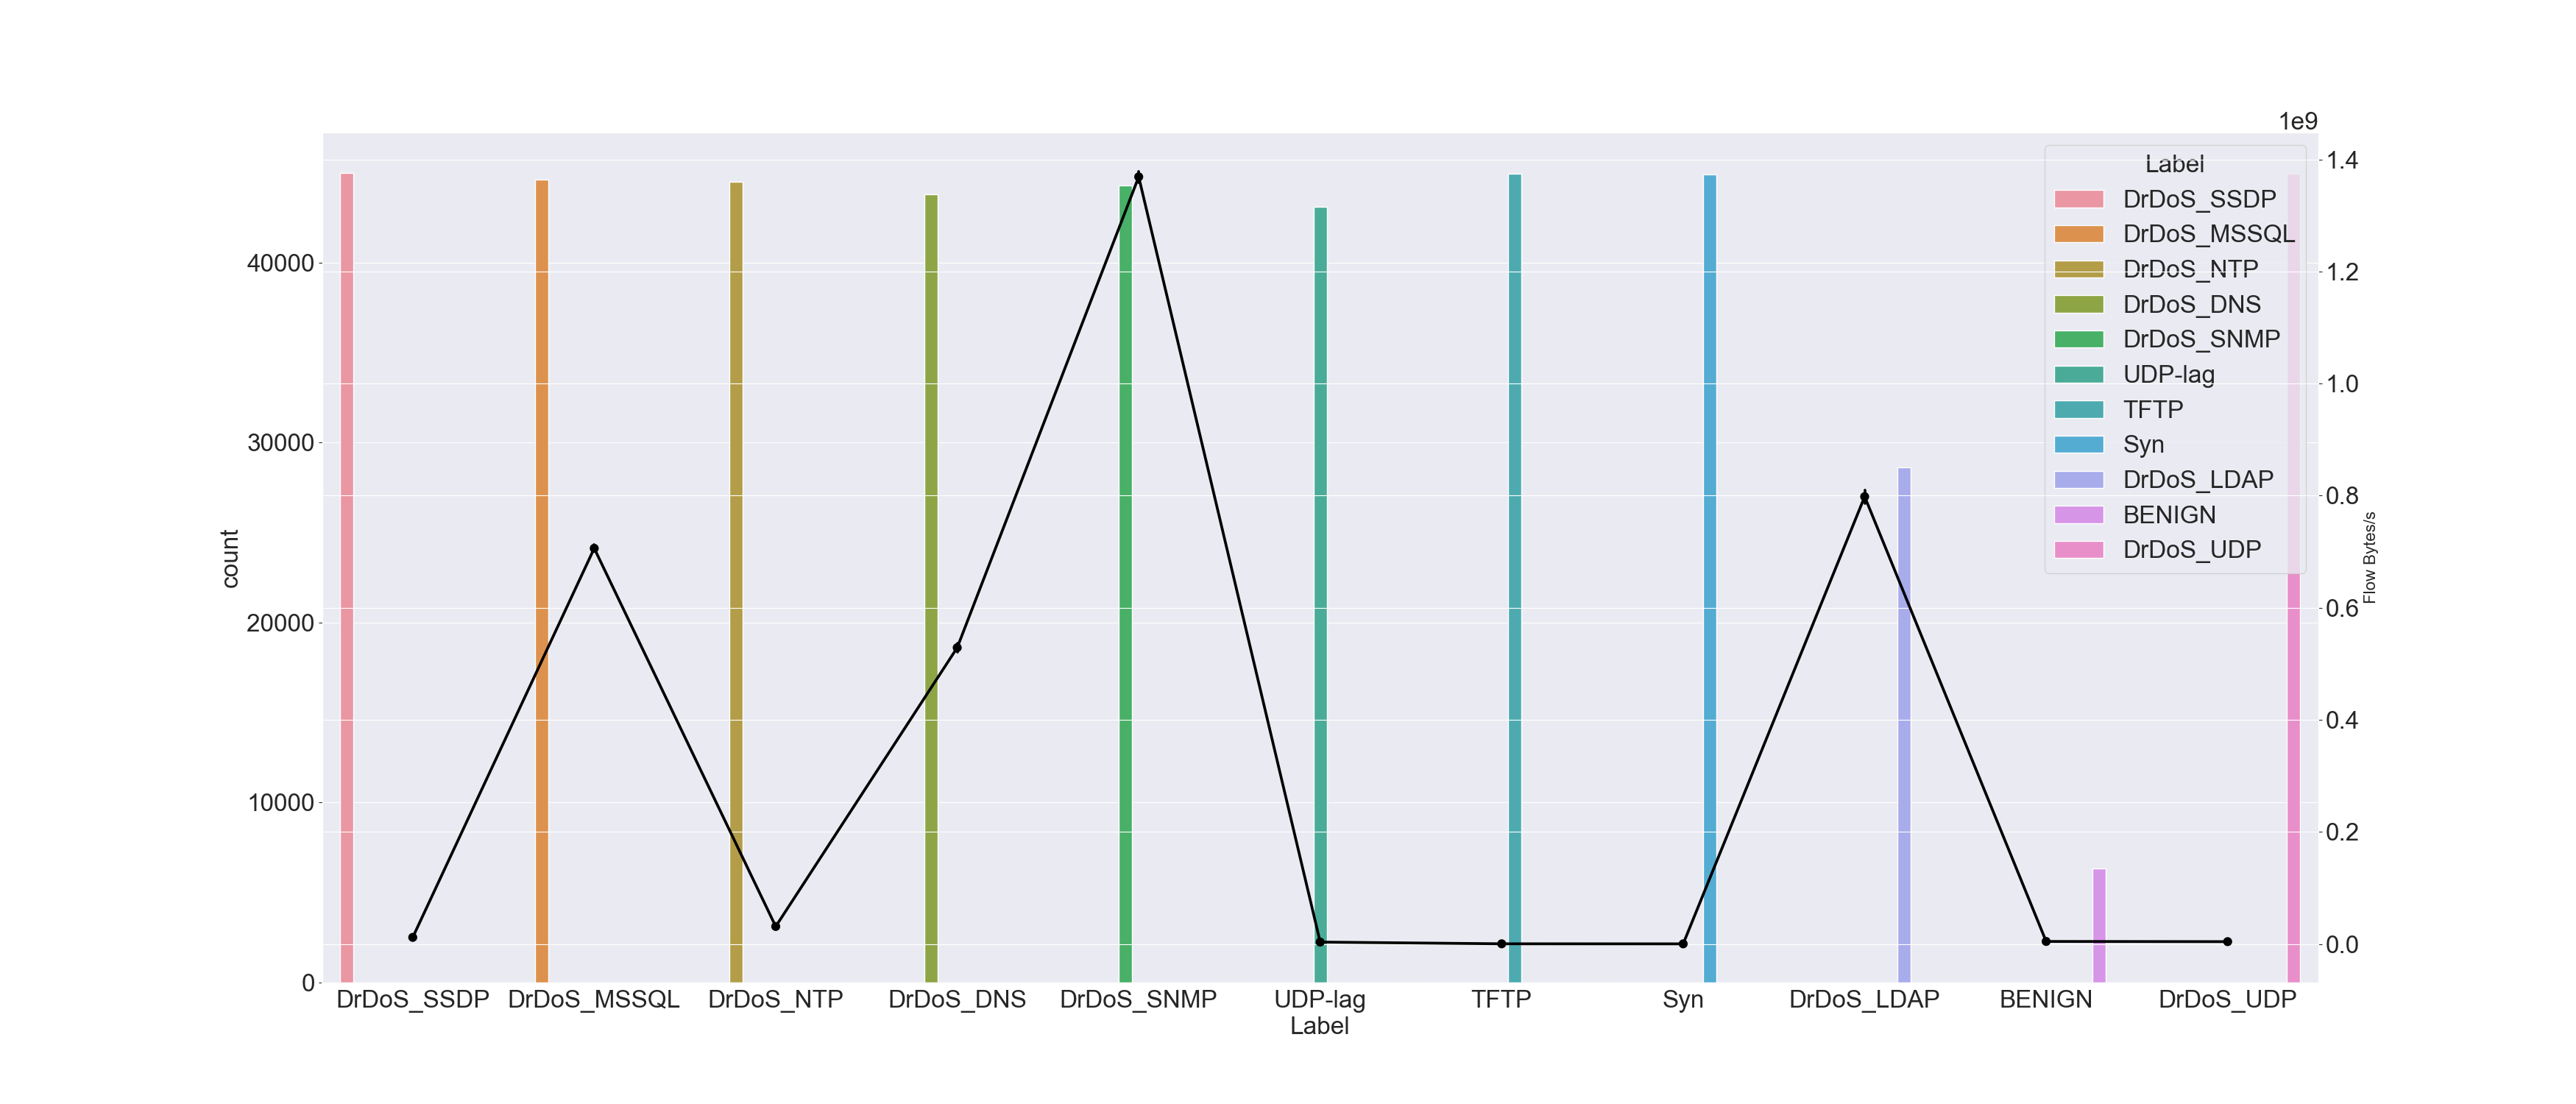 1e9
Label
DrDoS_SSDP
DrDoS_MSSQL
DrDoS_NTP
DrDoS_DNS
DrDoS_SNMP
UDP-lag
TFTP
Syn
DrDoS_LDAP
BENIGN
DrDoS_UDP
count
40000
30000
20000
10000
0
1.4
1.2
1.0
0.8
0.6
0.4
0.2
0.0
Flow Bytes/s
DrDoS_SSDP DrDoS_MSSQL DrDoS_NTP DrDoS_DNS DrDoS_SNMP UDP-lag TFTP Syn DrDoS_LDAP BENIGN DrDoS_UDP
Label